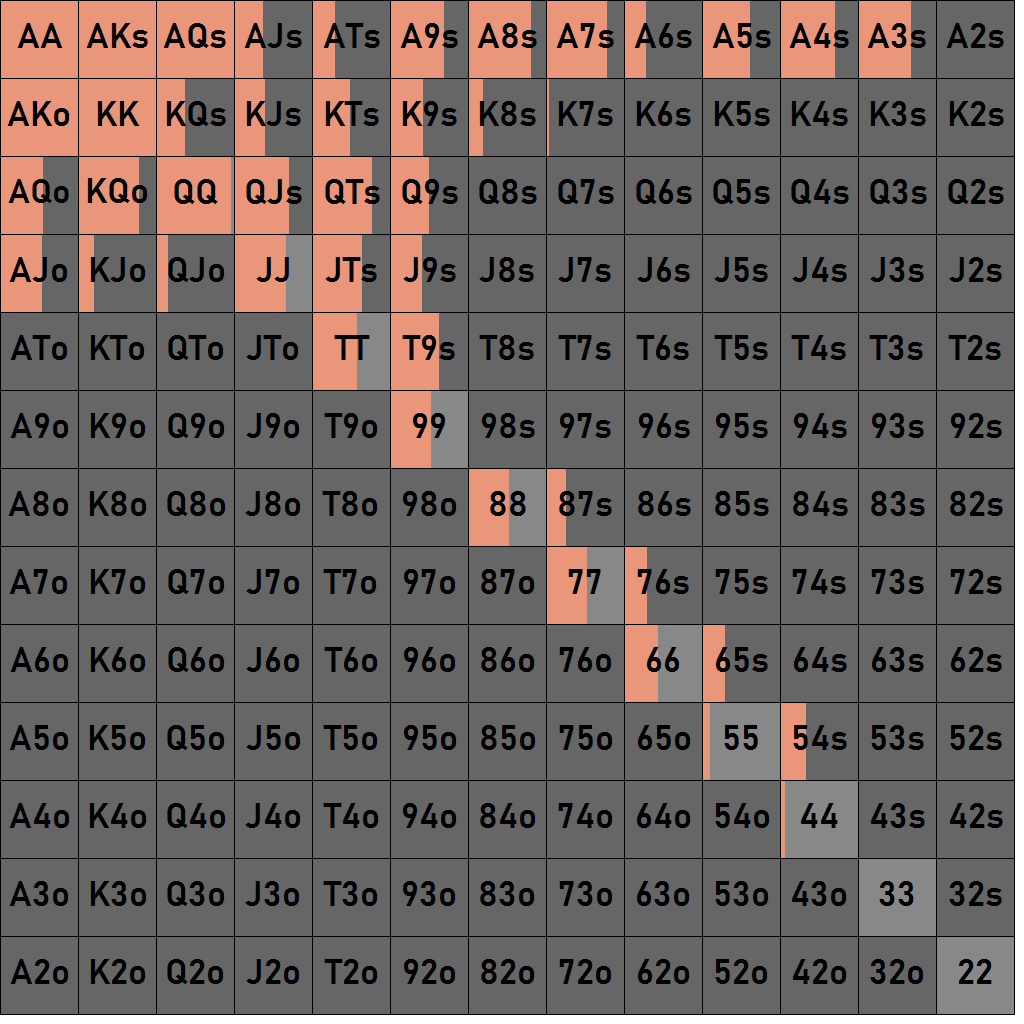 AA AKs AQs AJs ATs A9s A8s A7s A6s A5s A4s A3s A2s
AKo KK KQs KJs KTs K9s K8s K7s K6s K5s K4s K3s K2s
AQo KQo QQ QJs QTs Q9s Q8s Q7s Q6s Q5s Q4s Q3s Q2s
AJo KJo QJo JJ JTs J9s J8s J7s J6s J5s J4s J3s J2s
ATo KTo QTo JTo TT T9s T8s T7s T6s T5s T4s T3s T2s
A9o K9o Q9o J9o T9o 99 98s 97s 96s 95s 94s 93s 92s
A8o K8o Q8o J8o T8o 98o 88 87s 86s 85s 84s 83s 82s
A7o K7o Q7o J7o T7o 97o 87o 77 76s 75s 74s 73s 72s
A6o K6o Q6o J6o T6o 96o 86o 76o 66 65s 64s 63s 62s
A5o K5o Q5o J5o T5o 95o 85o 75o 65o 55 54s 53s 52s
A4o K4o Q4o J4o T4o 94o 84o 74o 64o 54o 44 43s 42s
A3o K3o Q3o J3o T3o 93o 83o 73o 63o 53o 43o 33 32s
A2o K2o Q2o J2o T2o 92o 82o 72o 62o 52o 42o 32o 22